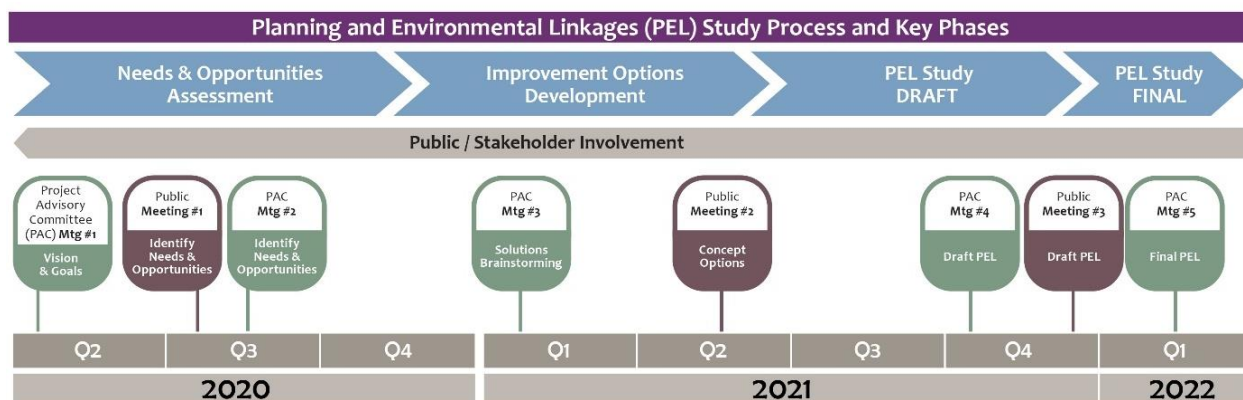 Planning and Environmental Linkages (PEL) Study Process and Key Phases
Needs & Opportunities
Assessment
Improvement Options
Development
PEL Study
DRAFT
PEL Study
FINAL
Public / Stakeholder Involvement
Project
Advisory
Committee
(PAC) Mtg #1
Vision
& Goals
Public
Meeting #1
Identify
Needs &
Opportunities
PAC
Mtg #2
Identify
Needs &
Opportunities
PAC
Mtg #3
Solutions
Brainstorming
Public
Meeting #2
Concept
Options
PAC
Mtg #4
Draft PEL
Public
Meeting #3
Draft PEL
PAC
Mtg #5
Final PEL
Q2
Q3
Q4
Q1
Q2
Q3
Q4
Q1
2020
2021
2022